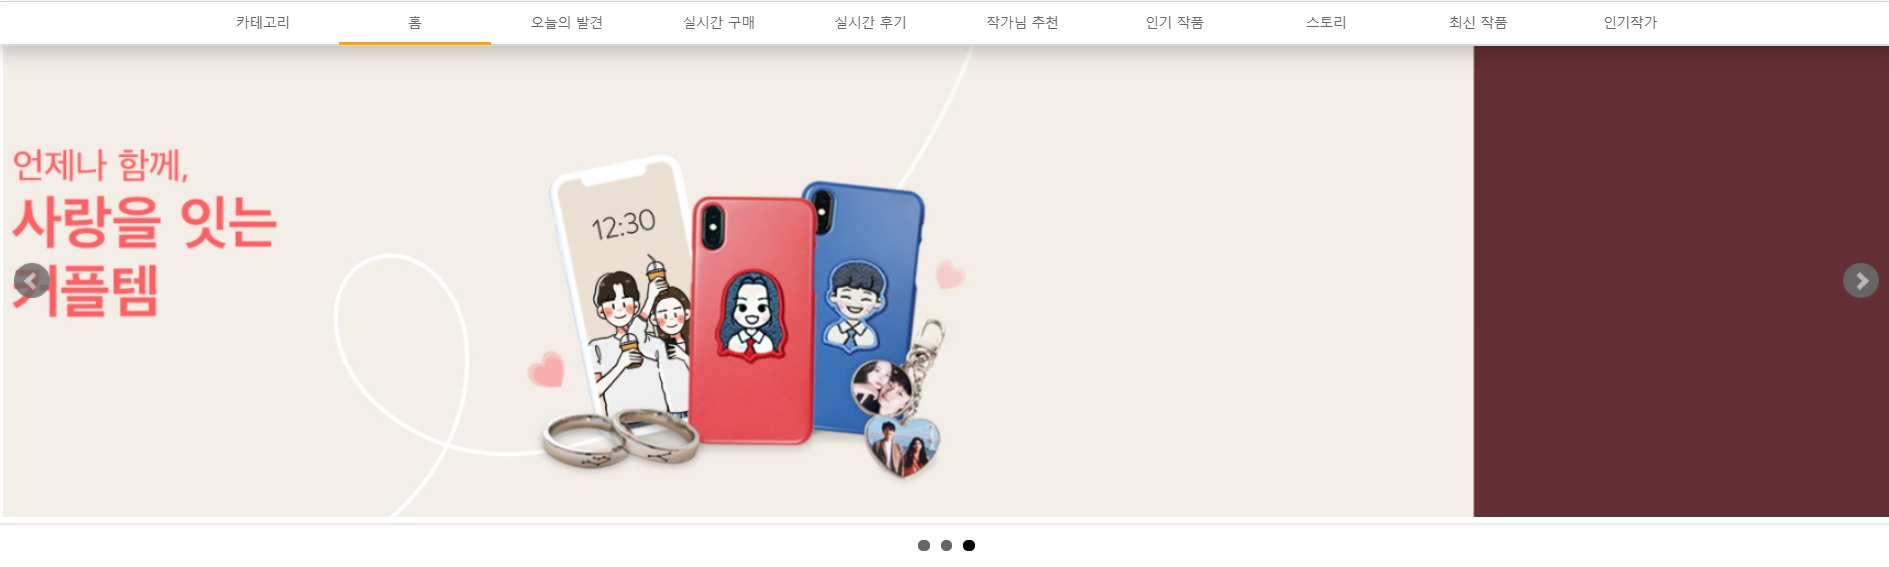 카테고리
홈
오늘의 발견
실시간 구매
실시간 후기
작가님 추천
인기 작품
스토리
최신 작품
인기작가
언제나 함께,
사랑을 잇는
커플템
12:30